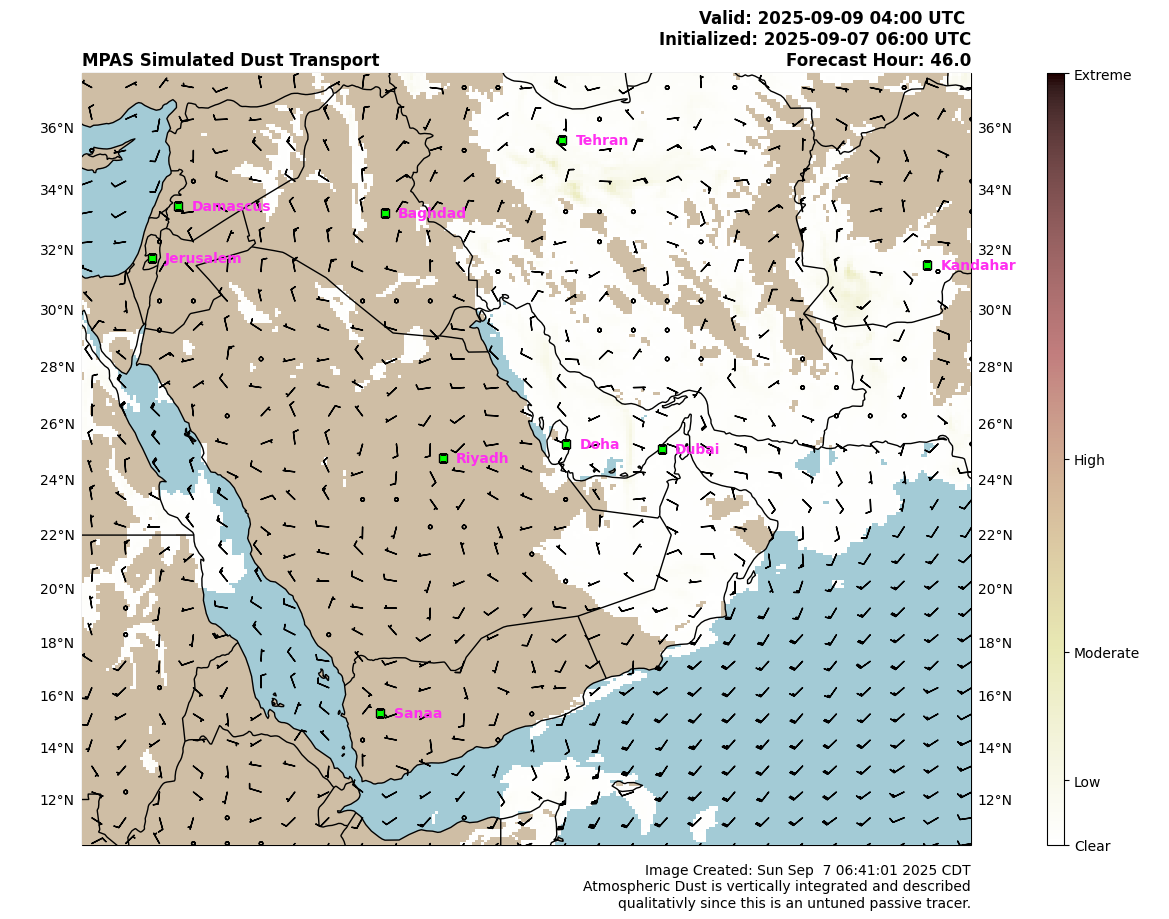 Valid: 2025-09-09 04:00 UTC
Initialized: 2025-09-07 06:00 UTC
MPAS Simulated Dust Transport Forecast Hour: 46.0
Extreme
36°N Tehran 36°N
34°N Damascus Baghdad 34°N
32°N Jerusalem Kandahar 32°N
30°N 30°N
28°N 28°N
26°N Doha Dubai 26°N
Riyadh High
24°N 24°N
22°N 22°N
20°N 20°N
18°N 18°N
Moderate
16°N Sanaa 16°N
14°N 14°N
Low
12°N 12°N
Clear
Image Created: Sun Sep  7 06:41:01 2025 CDT
Atmospheric Dust is vertically integrated and described
qualitativly since this is an untuned passive tracer.